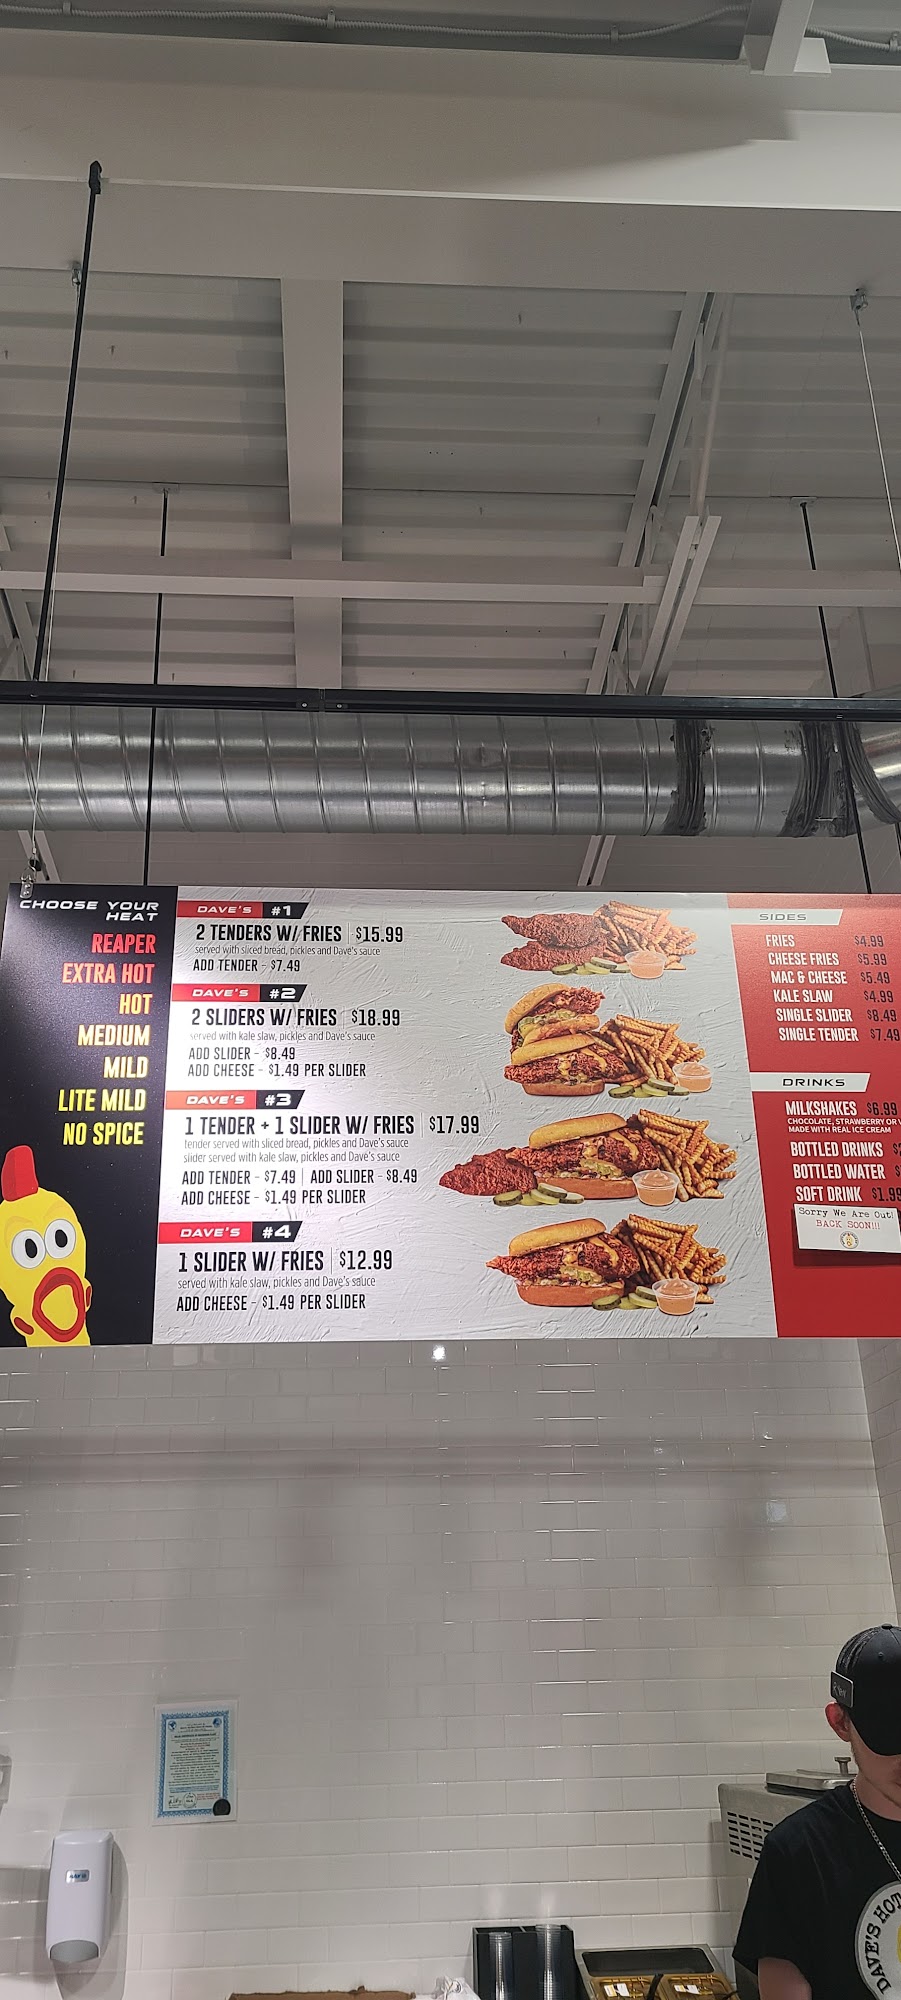 CHOOSE YOUR
HEAT
REAPER
EXTRA HOT
HOT
MEDIUM
MILD
LITE MILD
NO SPICE
DAVE'S #1
2 TENDERS W/ FRIES $15.99
served with sliced bread, pickles and Dave's sauce
ADD TENDER - $7.49
DAVE'S #2
2 SLIDERS W/ FRIES $18.99
served with kale slaw, pickles and Dave's sauce
ADD SLIDER - $8.49
ADD CHEESE - $1.49 PER SLIDER
DAVE'S #3
1 TENDER + 1 SLIDER W/ FRIES $17.99
tender served with sliced bread, pickles and Dave's sauce
slider served with kale slaw, pickles and Dave's sauce
ADD TENDER - $7.49 | ADD SLIDER - $8.49
ADD CHEESE - $1.49 PER SLIDER
DAVE'S #4
1 SLIDER W/ FRIES $12.99
served with kale slaw, pickles and Dave's sauce
ADD CHEESE - $1.49 PER SLIDER
SIDES
FRIES $4.99
CHEESE FRIES $5.99
MAC & CHEESE $5.49
KALE SLAW $4.99
SINGLE SLIDER $8.49
SINGLE TENDER $7.49
DRINKS
MILKSHAKES $6.99
CHOCOLATE, STRAWBERRY OR
MADE WITH REAL ICE CREAM
BOTTLED DRINKS
BOTTLED WATER
SOFT DRINK $1.99
Sorry We Are Out!
BACK SOON!!!
DAVE'S HOT